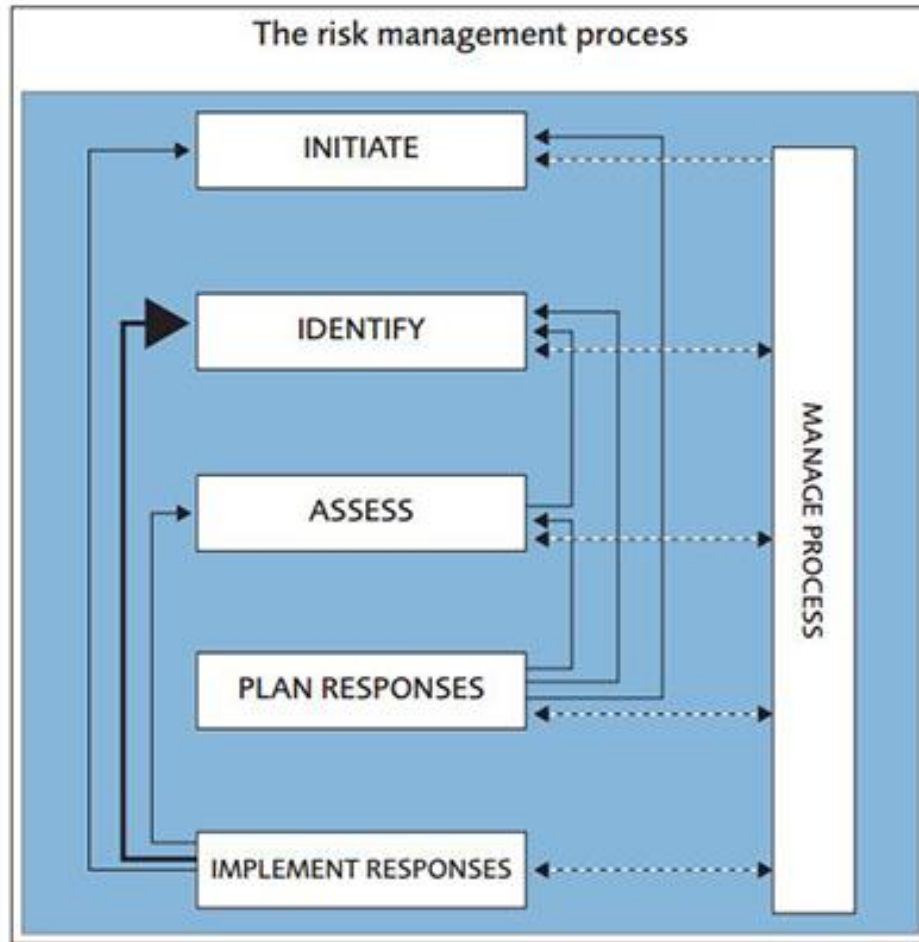 The risk management process
INITIATE
IDENTIFY
ASSESS
PLAN RESPONSES
IMPLEMENT RESPONSES
MANAGE PROCESS